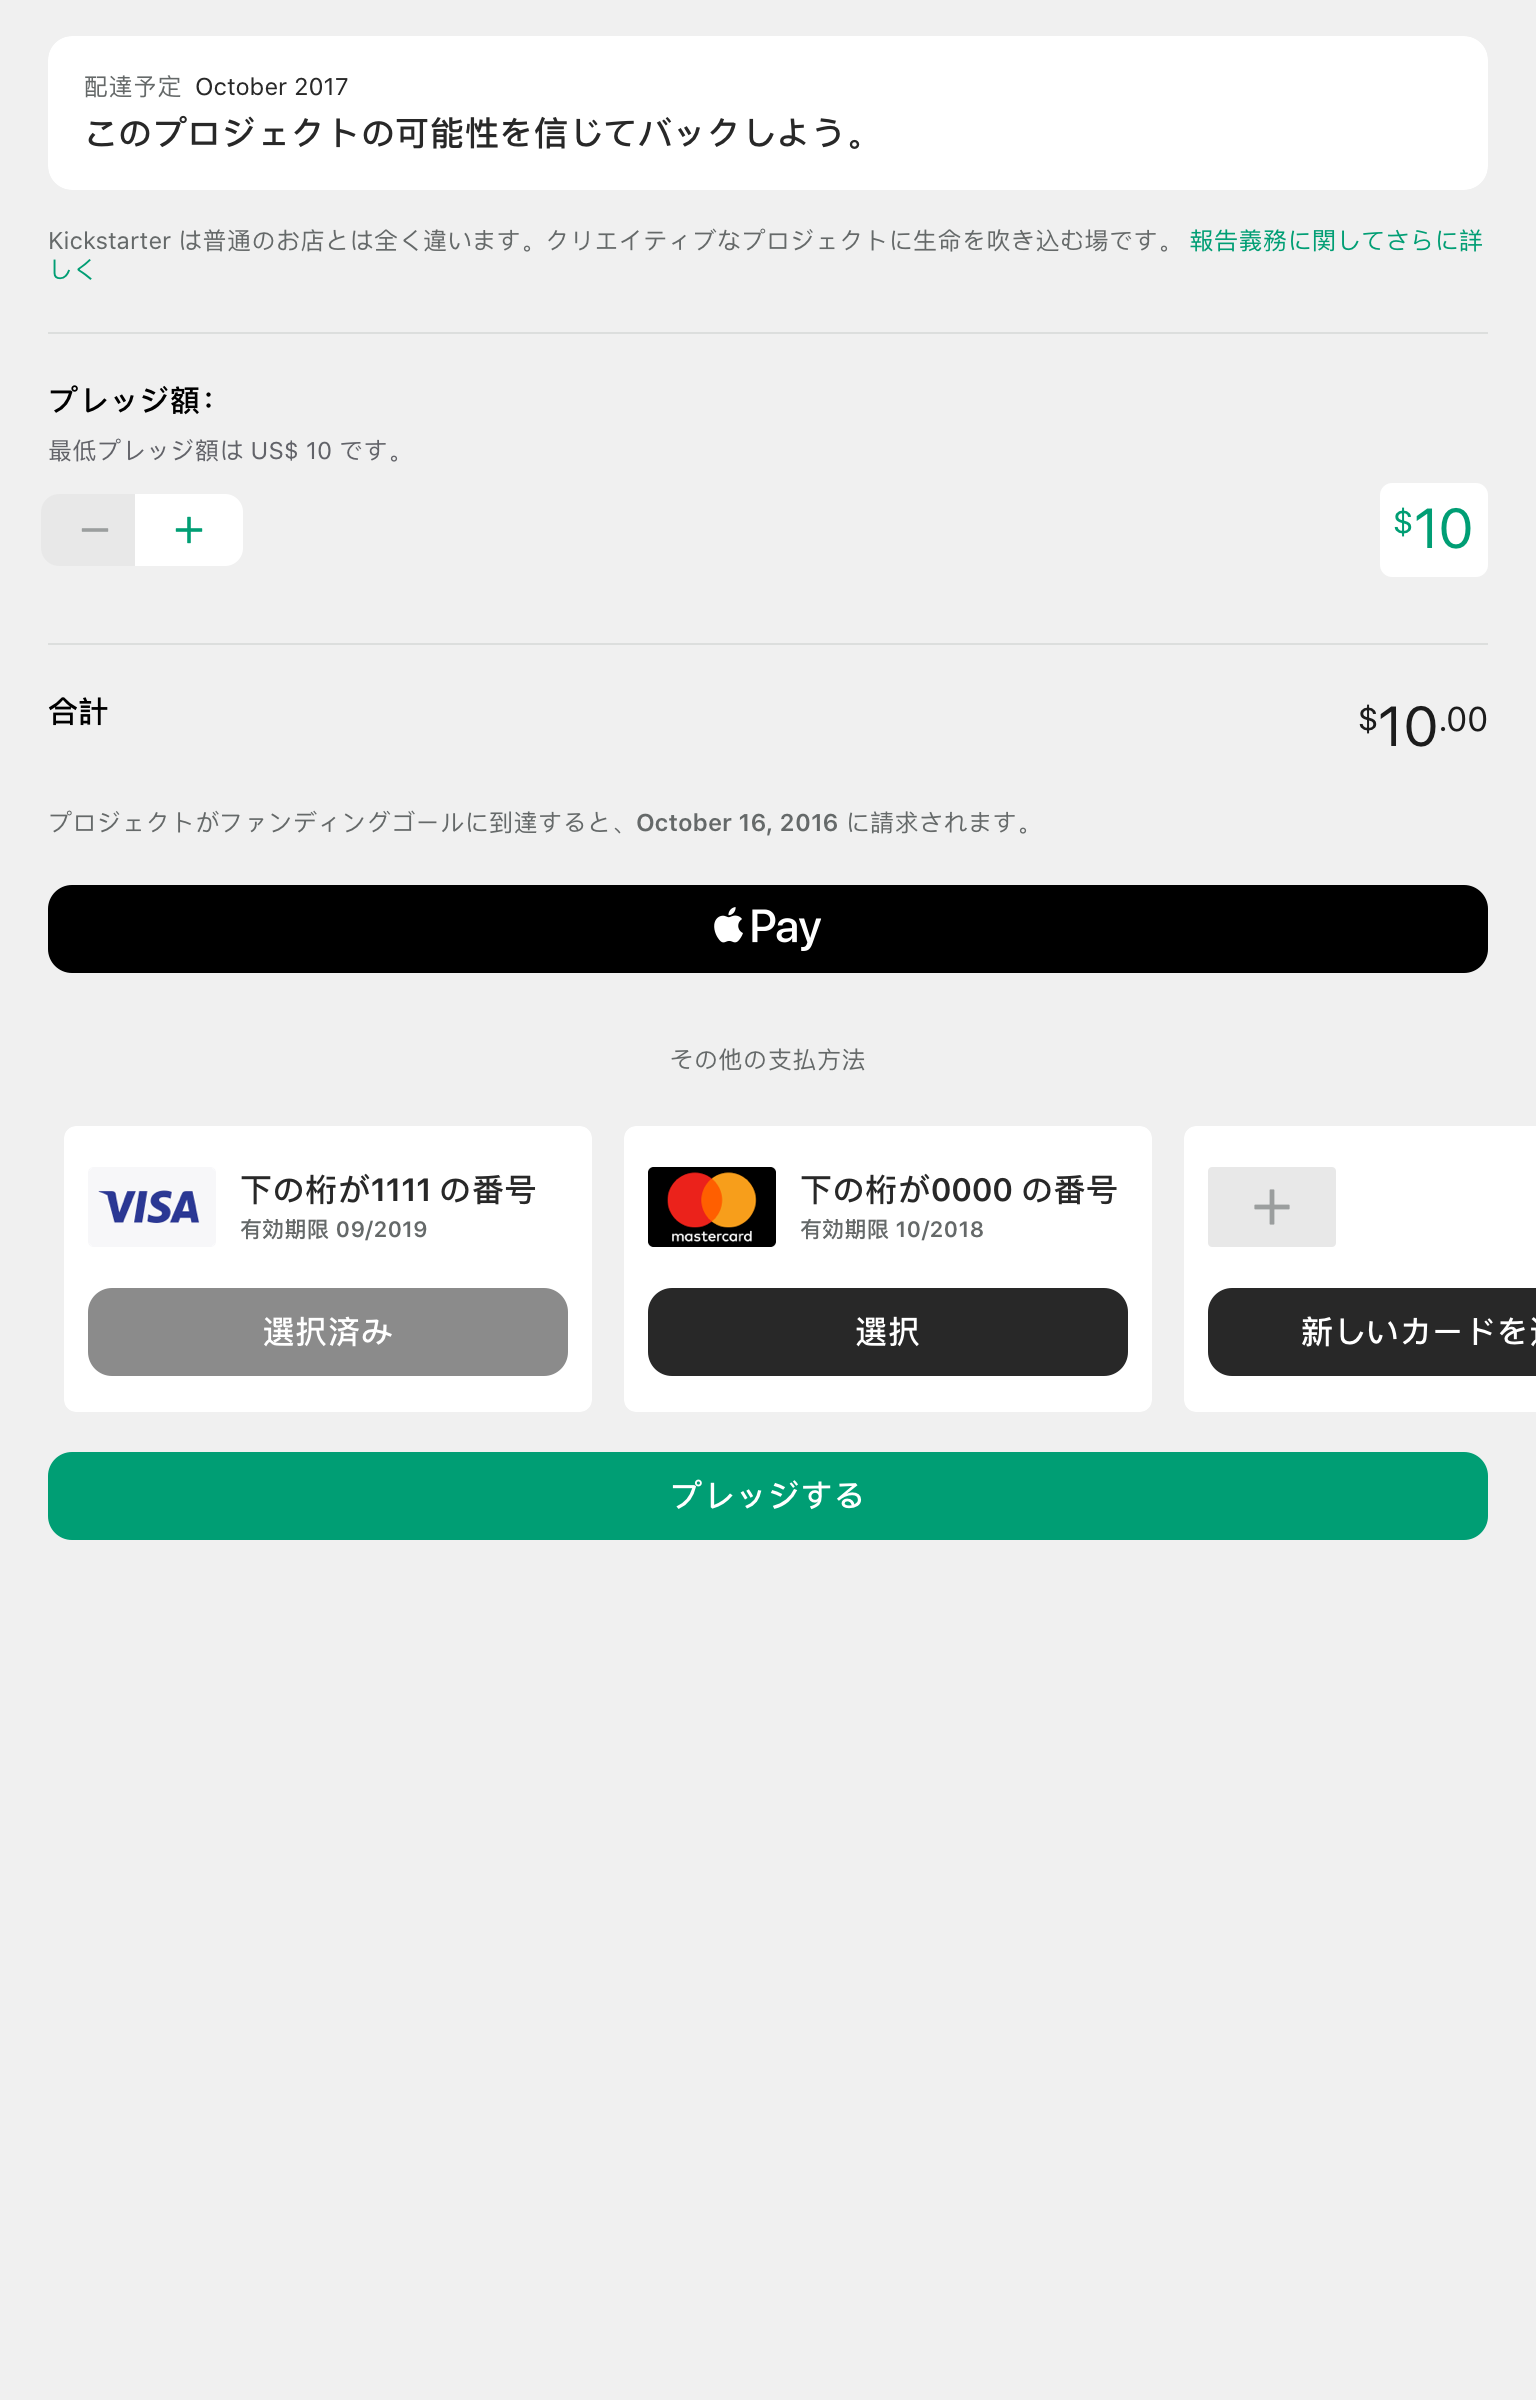 配達予定 October 2017
このプロジェクトの可能性を信じてバックしよう。
Kickstarter は普通のお店とは全く違います。クリエイティブなプロジェクトに生命を吹き込む場です。 報告義務に関してさらに詳
しく
プレッジ額：
最低プレッジ額は US$ 10 です。
− +
$10
合計
$10.00
プロジェクトがファンディングゴールに到達すると、October 16, 2016 に請求されます。
Pay
その他の支払方法
VISA
下の桁が1111 の番号
有効期限 09/2019
選択済み
mastercard
下の桁が0000 の番号
有効期限 10/2018
選択
+
新しいカードを
プレッジする